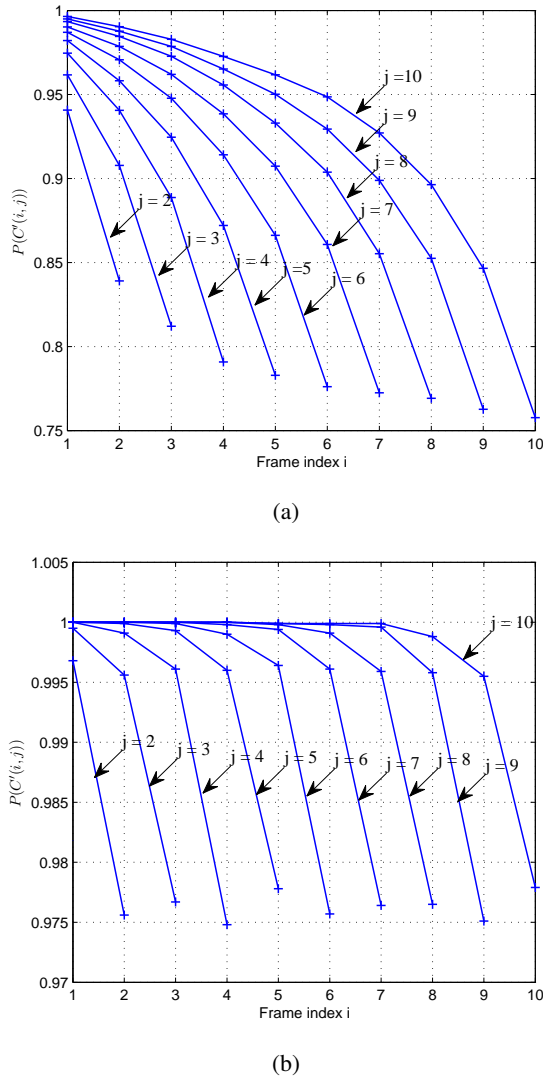 1
0.95
0.9
0.85
0.8
0.75
P(C'(i, j))
j =10
j = 9
j = 8
j = 7
j = 2
j = 3
j = 4
j =5
j = 6
1 2 3 4 5 6 7 8 9 10
Frame index i
(a)
1.005
1
0.995
0.99
0.985
0.98
0.975
0.97
P(C'(i, j))
j = 10
j = 2
j = 3
j = 4
j = 5
j = 6
j = 7
j = 8
j = 9
1 2 3 4 5 6 7 8 9 10
Frame index i
(b)